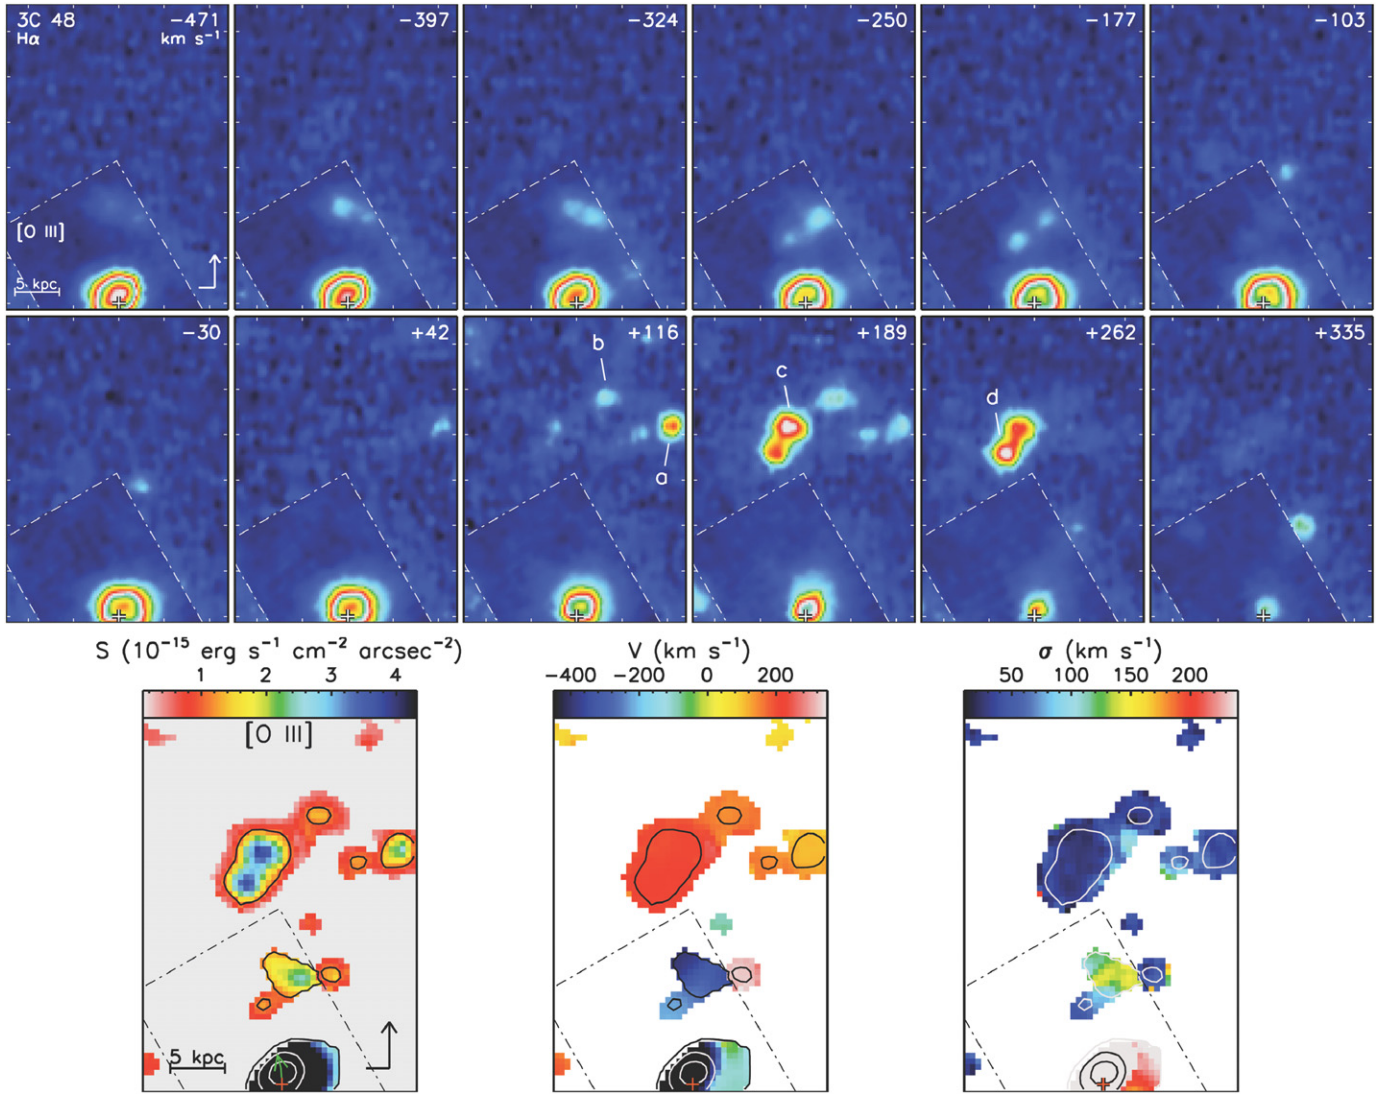 3C 48 −471 −397 −324 −250 −177 −103
Hα km s⁻¹
[O III]
5 kpc
−30 +42 +116 +189 +262 +335
b
c
d
a
S (10⁻¹⁵ erg s⁻¹ cm⁻² arcsec⁻²) V (km s⁻¹) σ (km s⁻¹)
1 2 3 4 −400 −200 0 200 50 100 150 200
[O III]
5 kpc